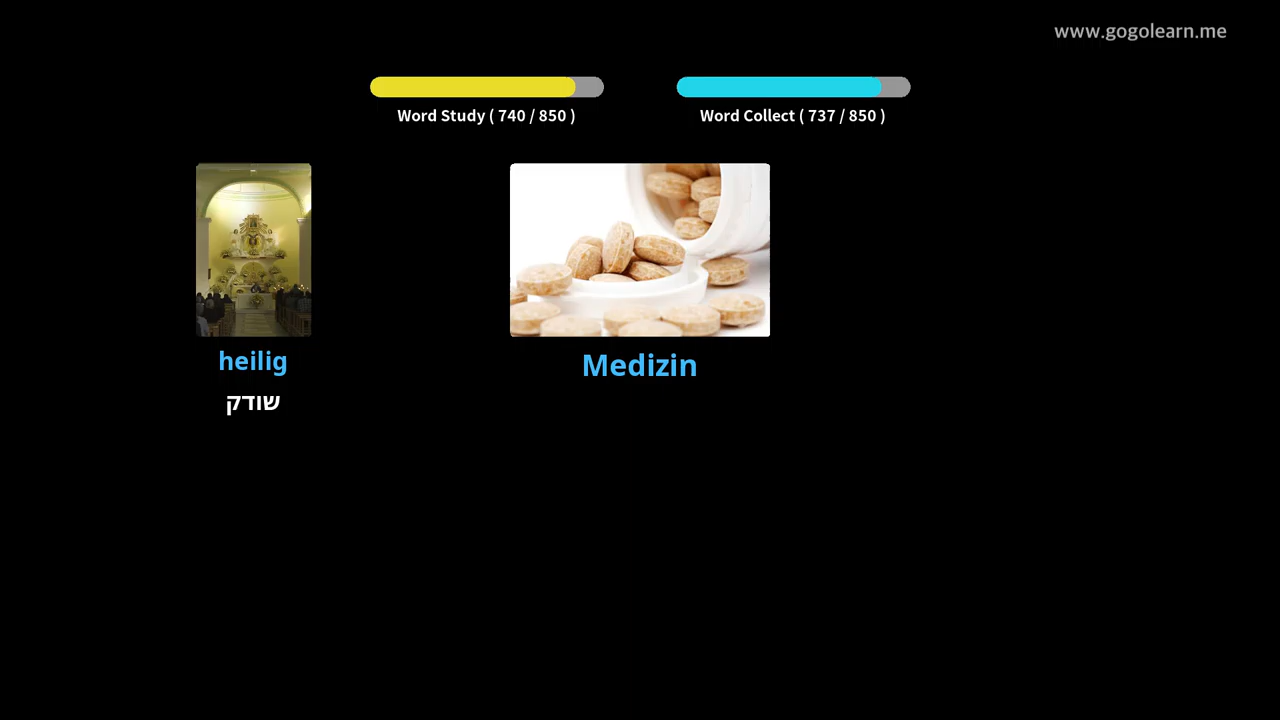 www.gogolearn.me
Word Study ( 740 / 850 )
Word Collect ( 737 / 850 )
heilig
שודק
Medizin